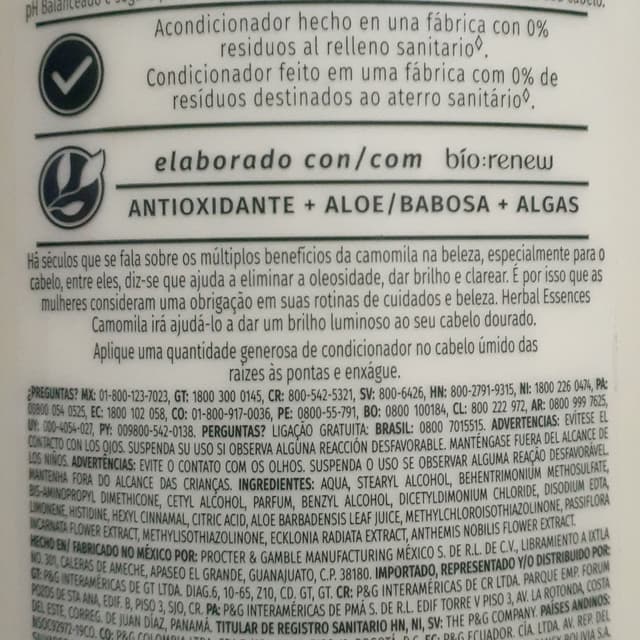 pH Balanceado
Acondicionador hecho en una fábrica con 0%
residuos al relleno sanitario◊.
Condicionador feito em uma fábrica com 0% de
resíduos destinados ao aterro sanitário◊.
elaborado con/com bío:renew
ANTIOXIDANTE + ALOE/BABOSA + ALGAS
Há séculos que se fala sobre os múltiplos benefícios da camomila na beleza, especialmente para o
cabelo, entre eles, diz-se que ajuda a eliminar a oleosidade, dar brilho e clarear. É por isso que as
mulheres consideram uma obrigação em suas rotinas de cuidados e beleza. Herbal Essences
Camomila irá ajudá-lo a dar um brilho luminoso ao seu cabelo dourado.
Aplique uma quantidade generosa de condicionador no cabelo úmido das
raízes às pontas e enxágue.
¿PREGUNTAS? MX: 01-800-123-7023, GT: 1800 300 0145, CR: 800-542-5321, SV: 800-6426, HN: 800-2791-9315, NI: 1800 226 0474, PA:
00800 054 0525, EC: 1800 102 058, CO: 01-800-917-0036, PE: 0800-55-791, BO: 0800 100184, CL: 800 222 972, AR: 0800 999 7625,
UY: 000-4054-027, PY: 009800-542-0138. PERGUNTAS? LIGAÇÃO GRATUITA: BRASIL: 0800 7015515. ADVERTENCIAS: EVÍTESE EL
CONTACTO CON LOS OJOS. SUSPENDA SU USO SI OBSERVA ALGUNA REACCIÓN DESFAVORABLE. MANTÉNGASE FUERA DEL ALCANCE DE
LOS NIÑOS. ADVERTÊNCIAS: EVITE O CONTATO COM OS OLHOS. SUSPENDA O USO SE OBSERVAR ALGUMA REAÇÃO DESFAVORÁVEL.
MANTENHA FORA DO ALCANCE DAS CRIANÇAS. INGREDIENTES: AQUA, STEARYL ALCOHOL, BEHENTRIMONIUM METHOSULFATE,
BIS-AMINOPROPYL DIMETHICONE, CETYL ALCOHOL, PARFUM, BENZYL ALCOHOL, DICETYLDIMONIUM CHLORIDE, DISODIUM EDTA,
LIMONENE, HISTIDINE, HEXYL CINNAMAL, CITRIC ACID, ALOE BARBADENSIS LEAF JUICE, METHYLCHLOROISOTHIAZOLINONE, PASSIFLORA
INCARNATA FLOWER EXTRACT, METHYLISOTHIAZOLINONE, ECKLONIA RADIATA EXTRACT, ANTHEMIS NOBILIS FLOWER EXTRACT.
HECHO EN/ FABRICADO NO MÉXICO POR: PROCTER & GAMBLE MANUFACTURING MÉXICO S. DE R.L. DE C.V., LIBRAMIENTO A IXTLA
NO. 301, CALERAS DE AMECHE, APASEO EL GRANDE, GUANAJUATO, C.P. 38180. IMPORTADO, REPRESENTADO Y/O DISTRIBUIDO POR:
GT: P&G INTERAMÉRICAS DE GT LTDA. DIAG.6, 10-65, Z10, CD, GT, GT. CR: P&G INTERAMÉRICAS DE CR LTDA. PARQUE EMP. FORUM
POZOS DE STA ANA, EDIF. B, PISO 3, SJO, CR. PA: P&G INTERAMÉRICAS DE PMÁ S. DE R.L. EDIF TORRE V PISO 3, AV. LA ROTONDA, COSTA
DEL ESTE, CORREG. DE JUAN DÍAZ, PANAMÁ. TITULAR DE REGISTRO SANITARIO HN, NI, SV: THE P&G COMPANY. PAÍSES ANDINOS:
NSOC92972-19CO. CO: P&G COLOMBIA LTDA. EC: P&G ECUADOR, CÍA. LTDA. AV. REP. DEL